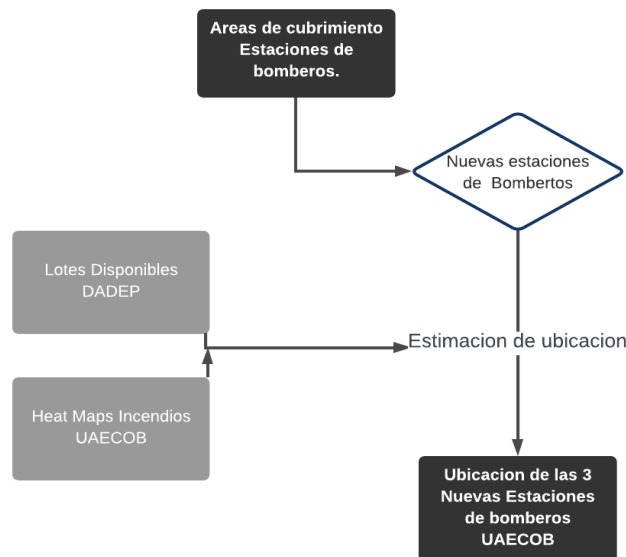 Areas de cubrimiento
Estaciones de
bomberos.
Nuevas estaciones
de Bombertos
Lotes Disponibles
DADEP
Estimacion de ubicacion
Heat Maps Incendios
UAECOB
Ubicacion de las 3
Nuevas Estaciones
de bomberos
UAECOB